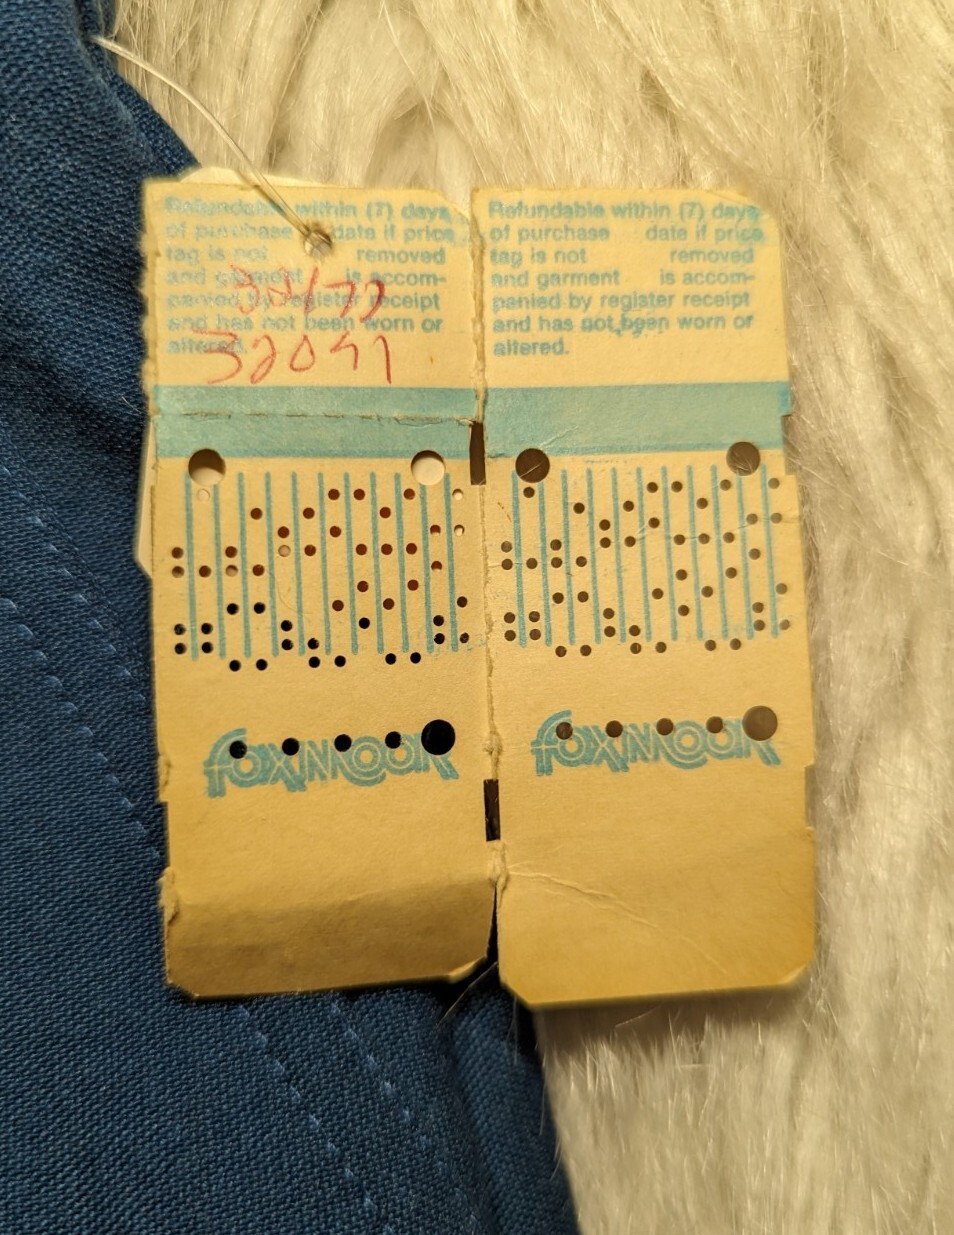 Refundable within (7) days
of purchase date if price
tag is not removed
and garment is accom-
panied by register receipt
and has not been worn or
altered.
32041
foxmoor
Refundable within (7) days
of purchase date if price
tag is not removed
and garment is accom-
panied by register receipt
and has not been worn or
altered.
foxmoor